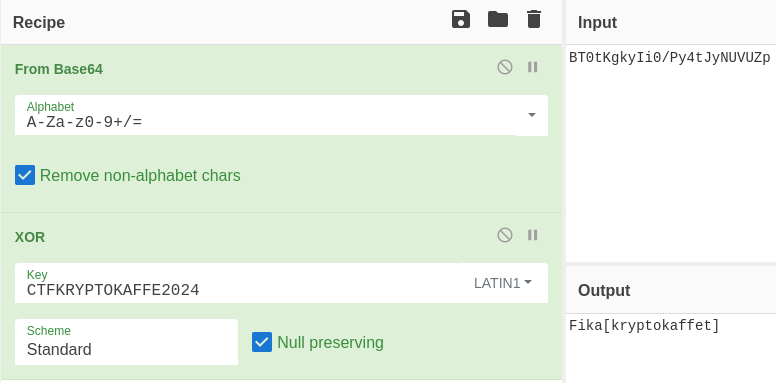 Recipe
From Base64
Alphabet
A-Za-z0-9+/=
Remove non-alphabet chars
XOR
Key
CTFKRYPTOKAFFE2024
LATIN1
Scheme
Standard
Null preserving
Input
BT0tKgkyIi0/Py4tJyNUVUZp
Output
Fika[kryptokaffet]